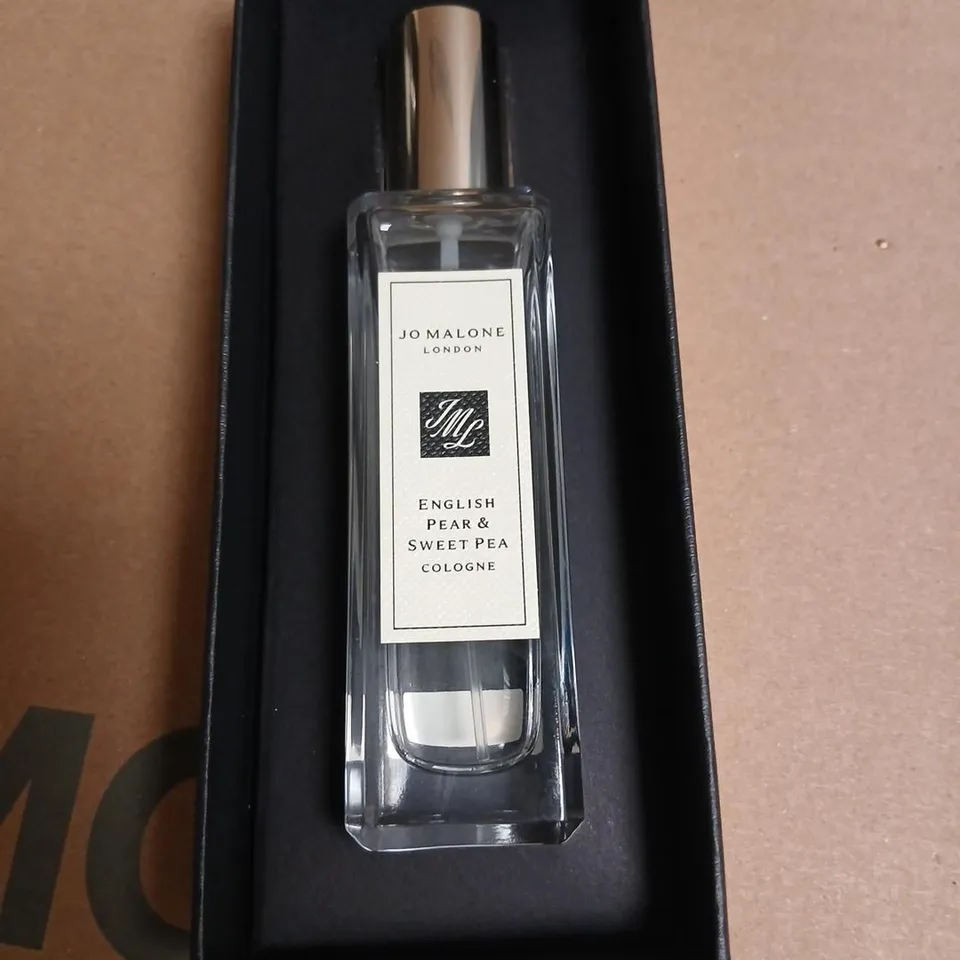 JO MALONE
LONDON
JML
ENGLISH
PEAR &
SWEET PEA
COLOGNE